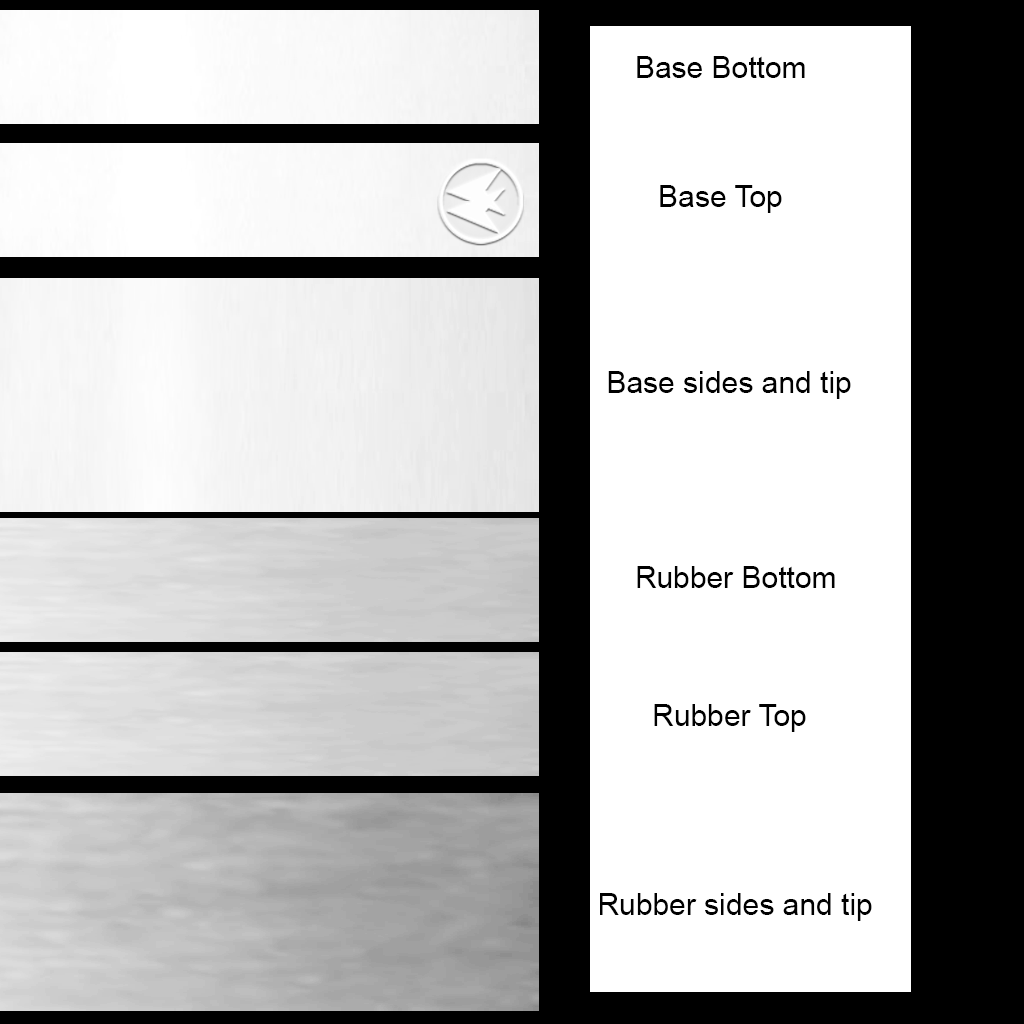 Base Bottom
Base Top
Base sides and tip
Rubber Bottom
Rubber Top
Rubber sides and tip